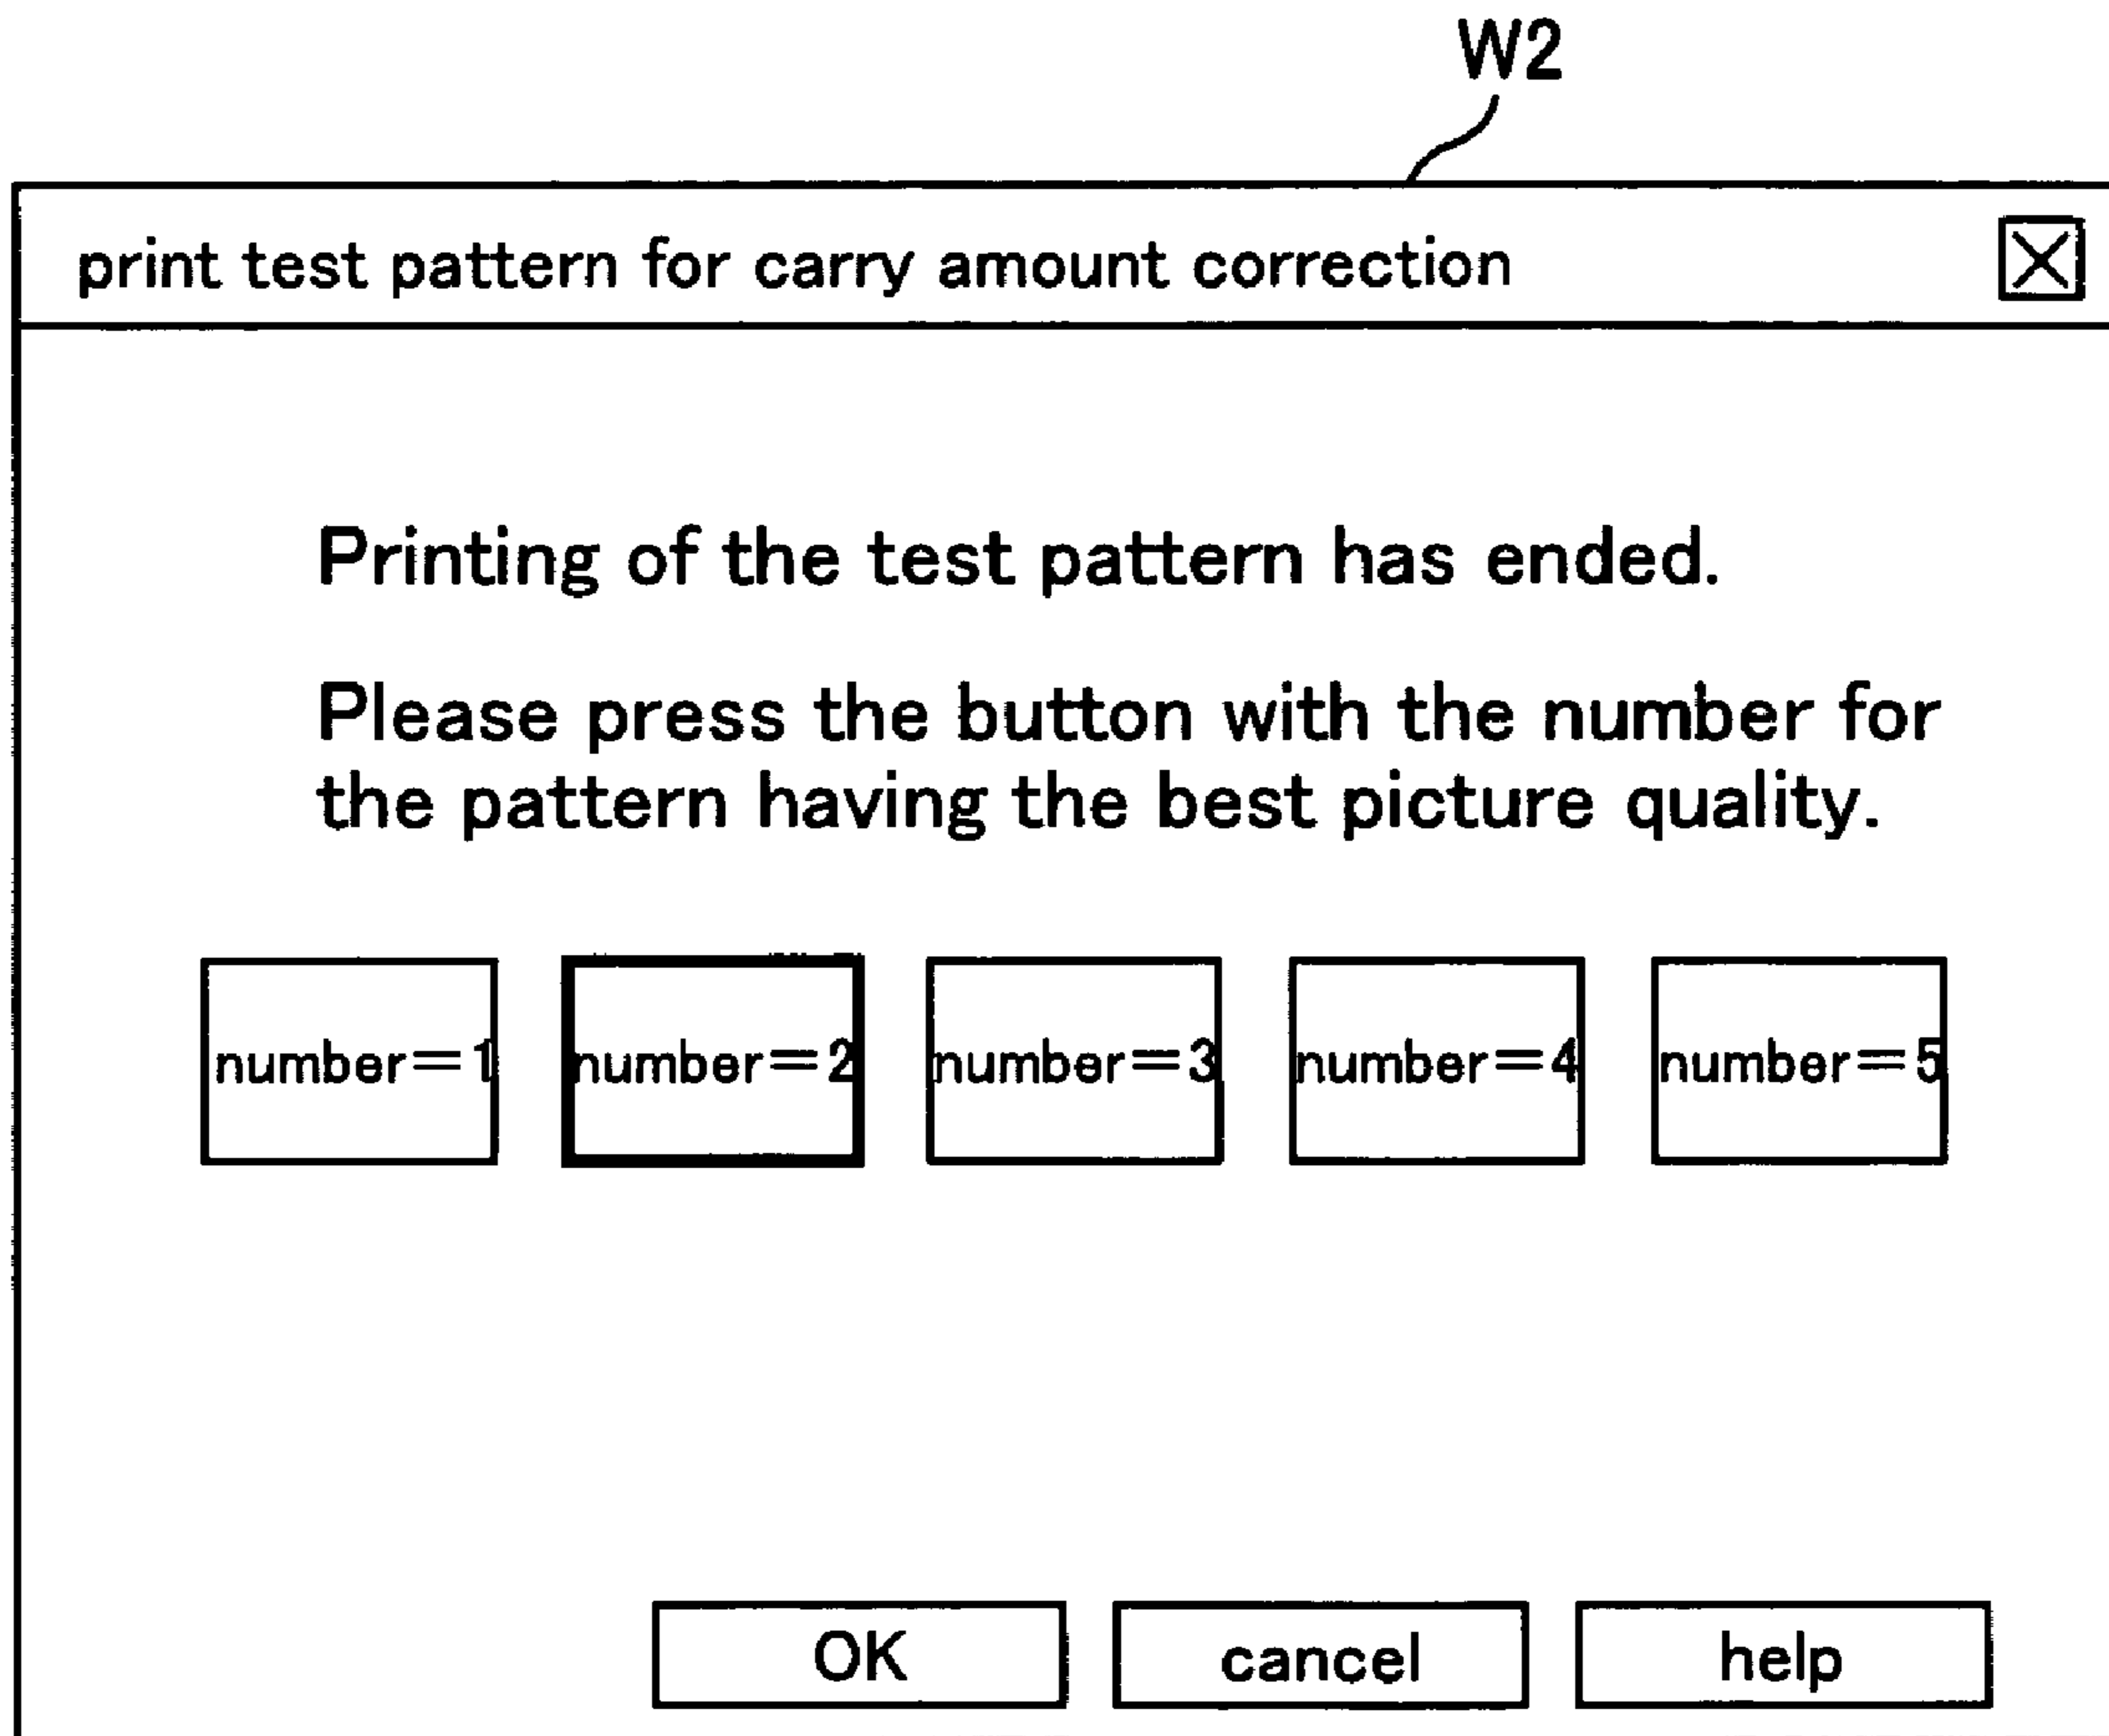 W2
print test pattern for carry amount correction
Printing of the test pattern has ended.
Please press the button with the number for
the pattern having the best picture quality.
number=1 number=2 number=3 number=4 number=5
OK cancel help